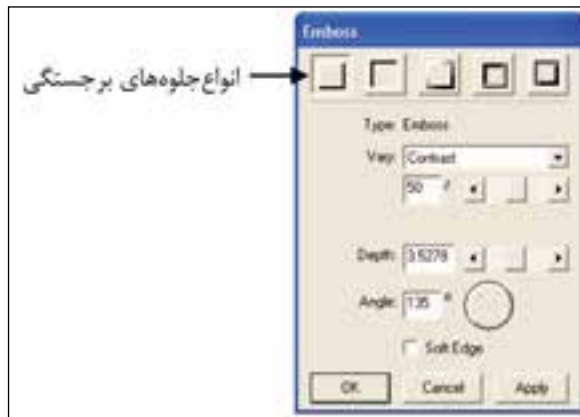 Emboss
انواع جلوه‌های برجستگی
Type: Emboss
Vary: Contrast
50
Depth: 3.5278
Angle: 135 °
Soft Edge
OK Cancel Apply